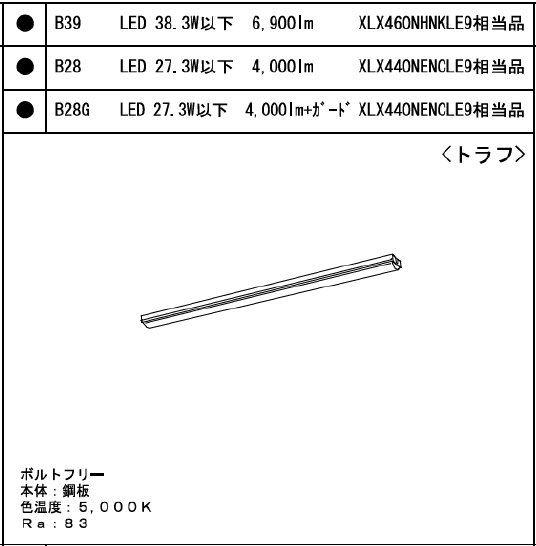 ● B39 LED 38.3W以下 6,900lm XLX460NHNKLE9相当品
● B28 LED 27.3W以下 4,000lm XLX440NENCLE9相当品
● B28G LED 27.3W以下 4,000lm+ガード XLX440NENCLE9相当品
〈トラフ〉
ボルトフリー
本体：鋼板
色温度：５,０００Ｋ
Ｒａ：８３